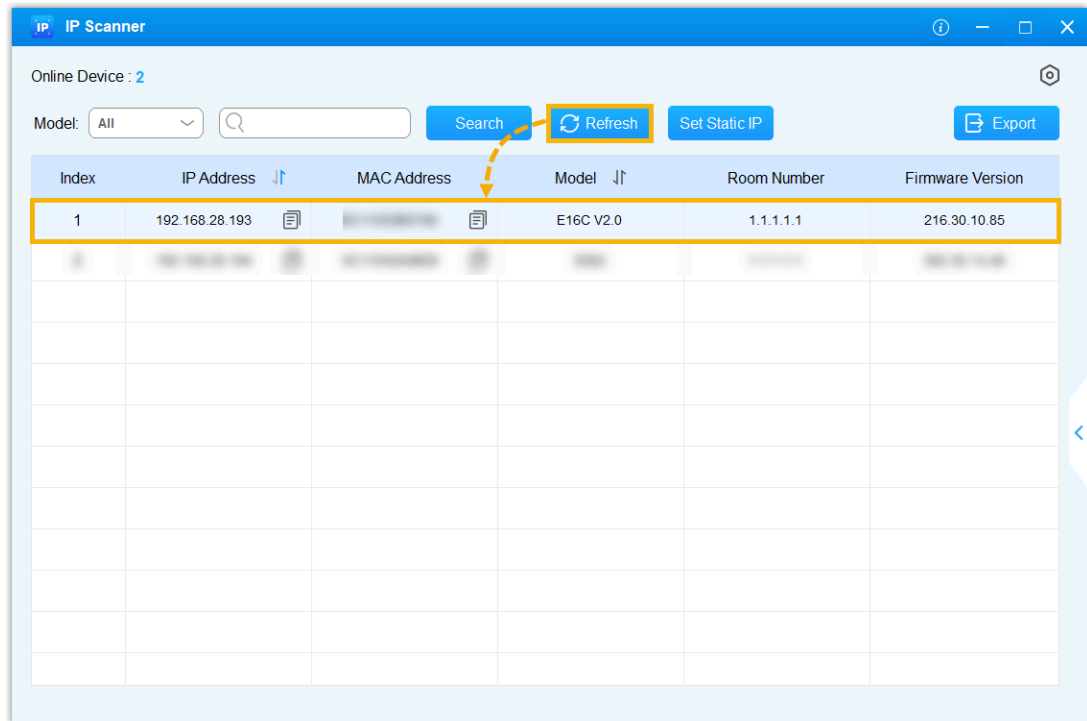 IP IP Scanner
Online Device : 2
Model: All Search Refresh Set Static IP Export
Index IP Address MAC Address Model Room Number Firmware Version
1 192.168.28.193 E16C V2.0 1.1.1.1.1 216.30.10.85